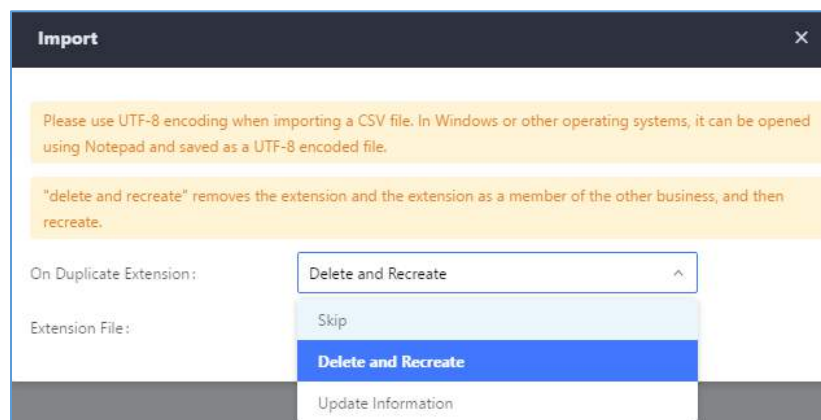 Import
Please use UTF-8 encoding when importing a CSV file. In Windows or other operating systems, it can be opened
using Notepad and saved as a UTF-8 encoded file.
"delete and recreate" removes the extension and the extension as a member of the other business, and then
recreate.
On Duplicate Extension:
Delete and Recreate
Extension File:
Skip
Delete and Recreate
Update Information